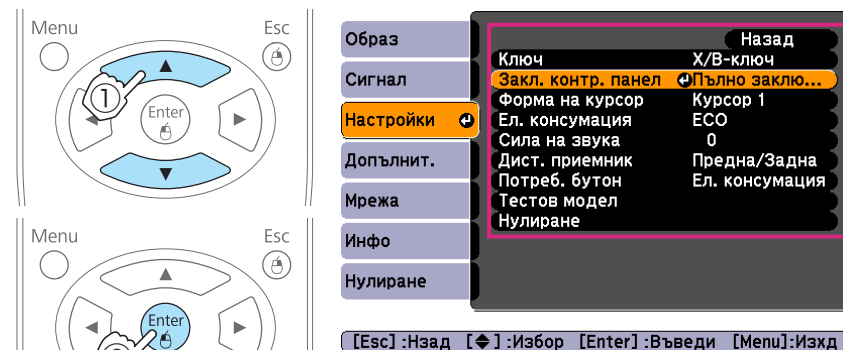 Menu Esc
1
Enter
Menu Esc
Enter
Образ
Сигнал
Настройки
Допълнит.
Мрежа
Инфо
Нулиране
Назад
Ключ Х/В-ключ
Закл. контр. панел Пълно заклю...
Форма на курсор Курсор 1
Ел. консумация ECO
Сила на звука 0
Дист. приемник Предна/Задна
Потреб. бутон Ел. консумация
Тестов модел
Нулиране
[Esc] :Нзад [◆] :Избор [Enter] :Въведи [Menu]:Изхд